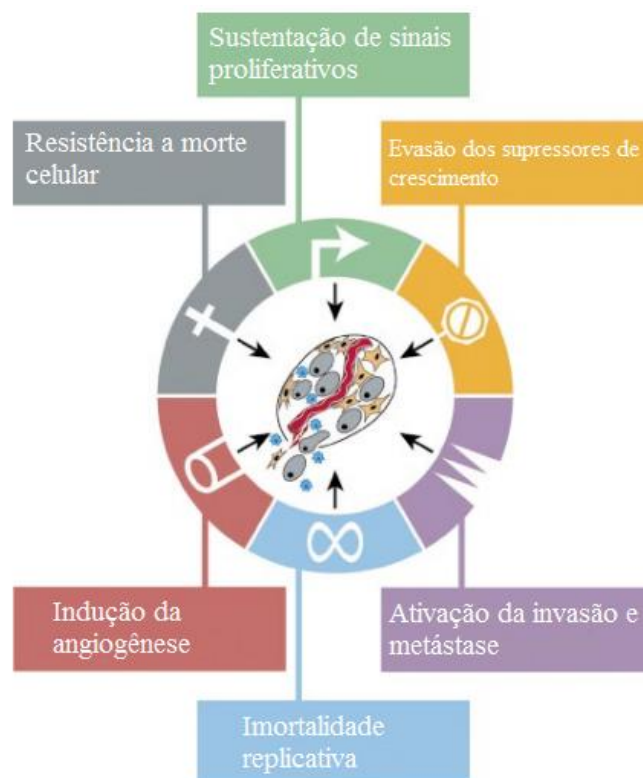 Sustentação de sinais
proliferativos
Resistência a morte
celular
Evasão dos supressores de
crescimento
Indução da
angiogênese
Ativação da invasão e
metástase
Imortalidade
replicativa